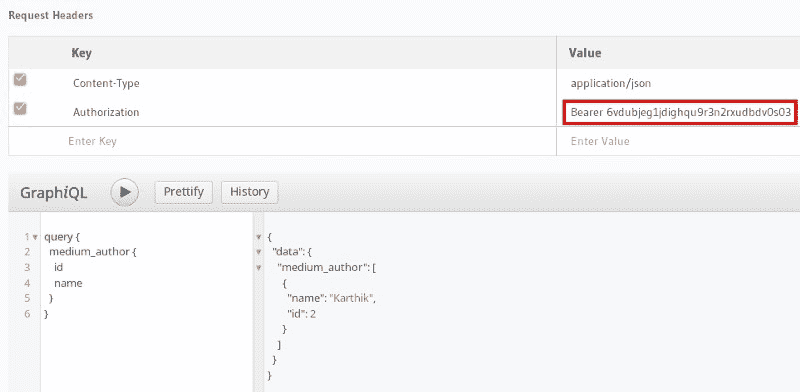 Request Headers
Key Value
Content-Type application/json
Authorization Bearer 6vdubjeg1jdighqu9r3n2rxudbdv0s03
Enter Key Enter Value
GraphiQL Prettify History
1 query {
2 medium_author {
3 id
4 name
5 }
6 }
{
"data": {
"medium_author": [
{
"name": "Karthik",
"id": 2
}
]
}
}